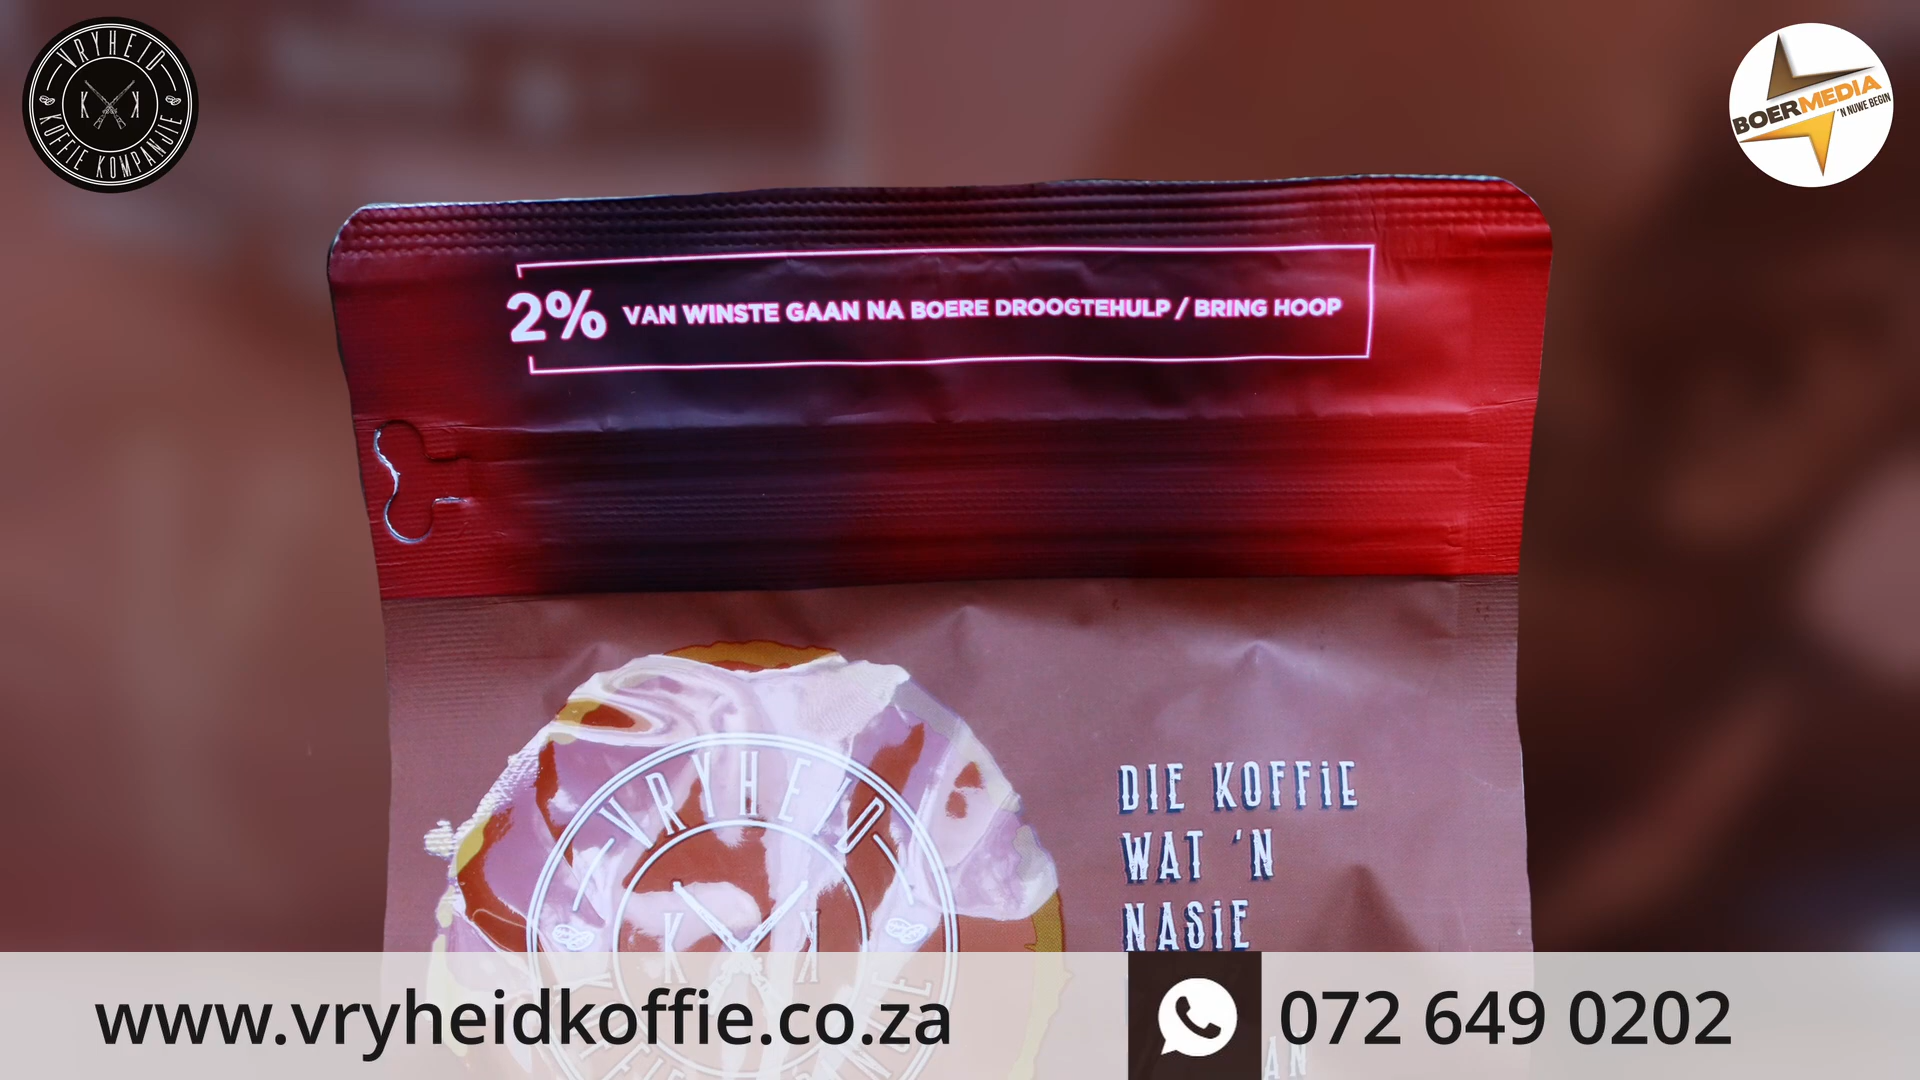 VRYHEID
K K
KOFFIE KOMPANJIE
BOERMEDIA
'N NUWE BEGIN
2% VAN WINSTE GAAN NA BOERE DROOGTEHULP / BRING HOOP
VRYHEID
K K
DIE KOFFIE
WAT 'N
NASIE
AN
www.vryheidkoffie.co.za
072 649 0202